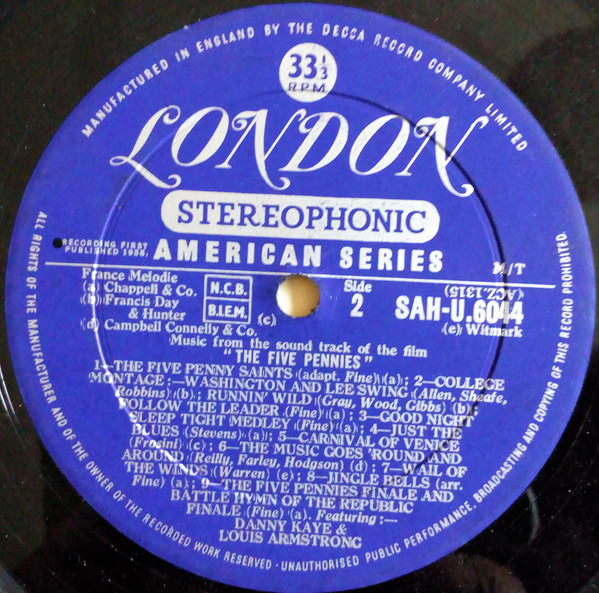 MANUFACTURED IN ENGLAND BY THE DECCA RECORD COMPANY LIMITED
33 1/3
R.P.M.
LONDON
STEREOPHONIC
AMERICAN SERIES
RECORDING FIRST
PUBLISHED
M/T
France Melodie
(a) Chappell & Co.
(b) Francis Day
& Hunter
(d) Campbell Connelly & Co.
N.C.B.
B.I.E.M.
(c)
Side
2
(ACZ.1315)
SAH-U.6044
(e) Witmark
Music from the sound track of the film
"THE FIVE PENNIES"
1—THE FIVE PENNY SAINTS (adapt. Fine) (a) ; 2—COLLEGE
MONTAGE :—WASHINGTON AND LEE SWING (Allen, Sheafe,
Robbins) (b) ; RUNNIN' WILD (Gray, Wood, Gibbs) (b) ;
FOLLOW THE LEADER (Fine) (a) ; 3—GOOD NIGHT
SLEEP TIGHT MEDLEY (Fine) (a) ; 4—JUST THE
BLUES (Stevens) (a) ; 5—CARNIVAL OF VENICE
(Frosini) (c) ; 6—THE MUSIC GOES 'ROUND AND
AROUND (Reilly, Farley, Hodgson) (d) ; 7—WAIL OF
THE WINDS (Warren) (e) ; 8—JINGLE BELLS (arr.
Fine) (a) ; 9—THE FIVE PENNIES FINALE AND
BATTLE HYMN OF THE REPUBLIC
FINALE (Fine) (a). Featuring :—
DANNY KAYE &
LOUIS ARMSTRONG
ALL RIGHTS OF THE MANUFACTURER AND OF THE OWNER OF THE RECORDED WORK RESERVED · UNAUTHORISED PUBLIC PERFORMANCE, BROADCASTING AND COPYING OF THIS RECORD PROHIBITED.